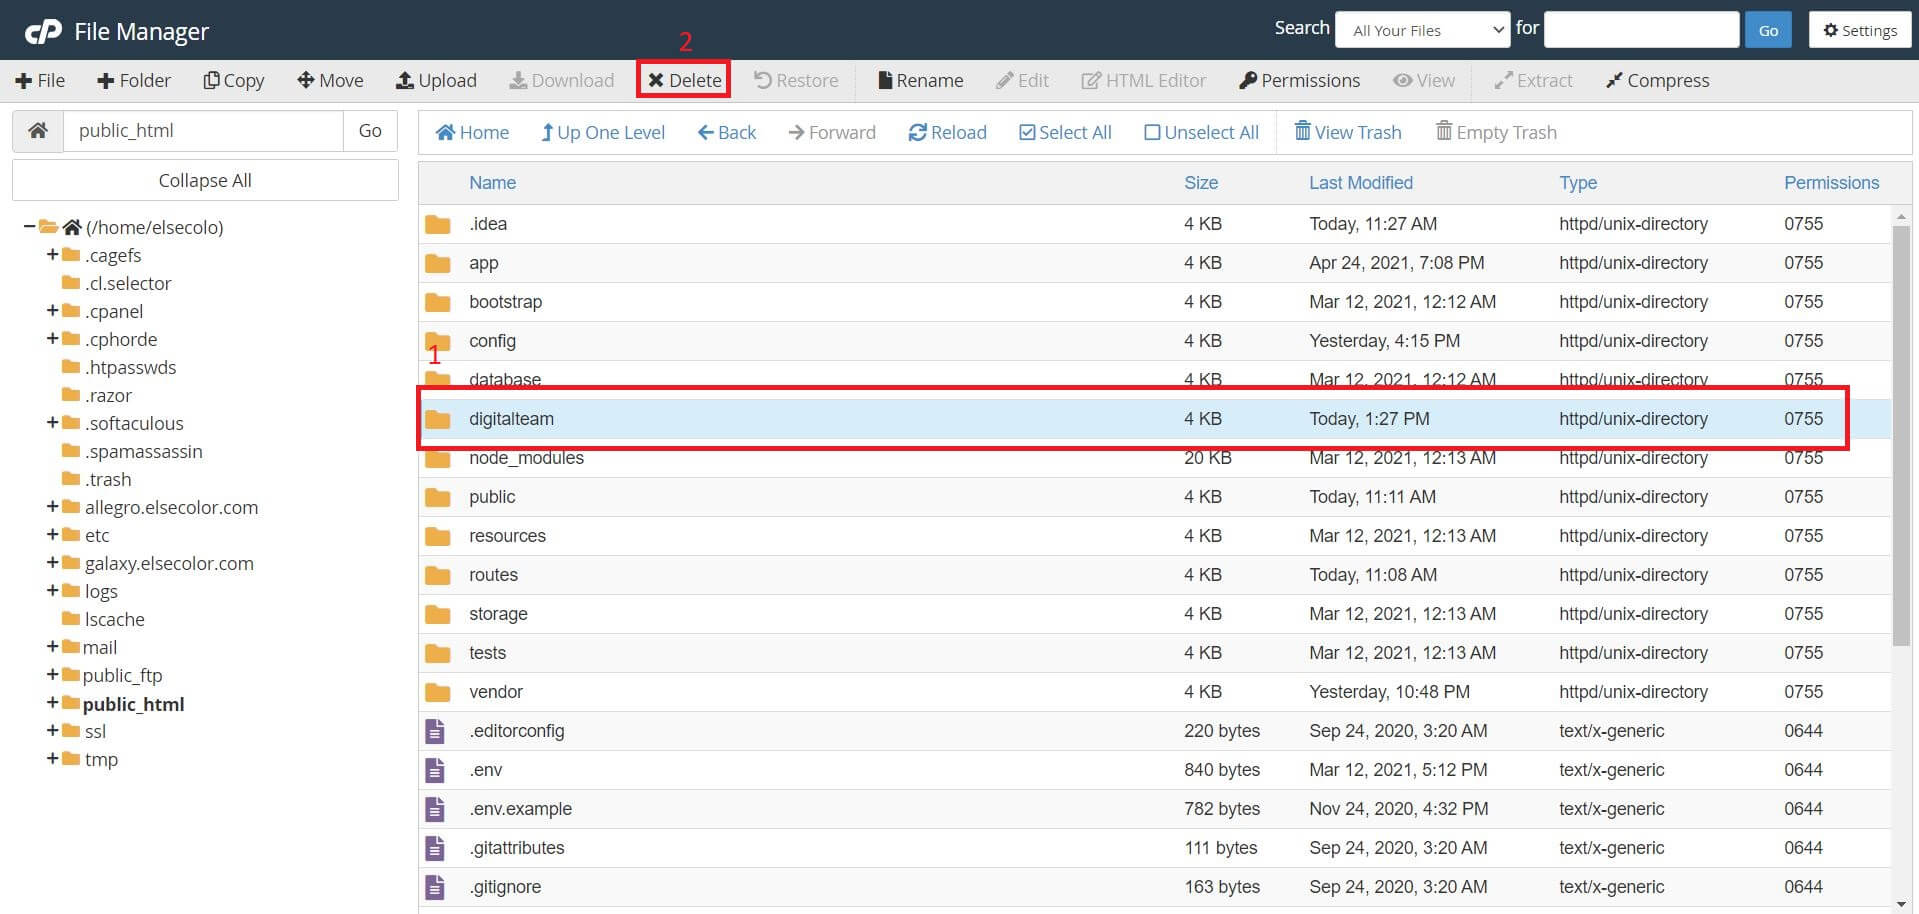 cP File Manager
Search All Your Files for Go Settings
2
File Folder Copy Move Upload Download Delete Restore Rename Edit HTML Editor Permissions View Extract Compress
public_html Go
Home Up One Level Back Forward Reload Select All Unselect All View Trash Empty Trash
Collapse All
(/home/elsecolo)
.cagefs
.cl.selector
.cpanel
.cphorde
.htpasswds
.razor
.softaculous
.spamassassin
.trash
allegro.elsecolor.com
etc
galaxy.elsecolor.com
logs
lscache
mail
public_ftp
public_html
ssl
tmp
Name Size Last Modified Type Permissions
.idea 4 KB Today, 11:27 AM httpd/unix-directory 0755
app 4 KB Apr 24, 2021, 7:08 PM httpd/unix-directory 0755
bootstrap 4 KB Mar 12, 2021, 12:12 AM httpd/unix-directory 0755
config 4 KB Yesterday, 4:15 PM httpd/unix-directory 0755
1
database 4 KB Mar 12, 2021, 12:12 AM httpd/unix-directory 0755
digitalteam 4 KB Today, 1:27 PM httpd/unix-directory 0755
node_modules 20 KB Mar 12, 2021, 12:13 AM httpd/unix-directory 0755
public 4 KB Today, 11:11 AM httpd/unix-directory 0755
resources 4 KB Mar 12, 2021, 12:13 AM httpd/unix-directory 0755
routes 4 KB Today, 11:08 AM httpd/unix-directory 0755
storage 4 KB Mar 12, 2021, 12:13 AM httpd/unix-directory 0755
tests 4 KB Mar 12, 2021, 12:13 AM httpd/unix-directory 0755
vendor 4 KB Yesterday, 10:48 PM httpd/unix-directory 0755
.editorconfig 220 bytes Sep 24, 2020, 3:20 AM text/x-generic 0644
.env 840 bytes Mar 12, 2021, 5:12 PM text/x-generic 0644
.env.example 782 bytes Nov 24, 2020, 4:32 PM text/x-generic 0644
.gitattributes 111 bytes Sep 24, 2020, 3:20 AM text/x-generic 0644
.gitignore 163 bytes Sep 24, 2020, 3:20 AM text/x-generic 0644